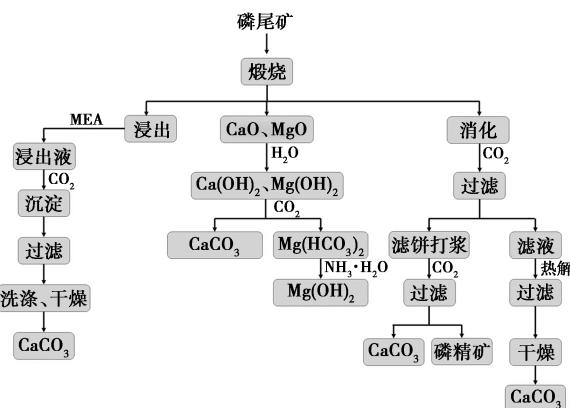 磷尾矿
煅烧
MEA
浸出
CaO、MgO
消化
浸出液
H₂O
CO₂
CO₂
Ca(OH)₂、Mg(OH)₂
过滤
沉淀
CO₂
过滤
CaCO₃
Mg(HCO₃)₂
滤饼打浆
滤液
NH₃·H₂O
CO₂
热解
洗涤、干燥
Mg(OH)₂
过滤
过滤
CaCO₃
CaCO₃
磷精矿
干燥
CaCO₃